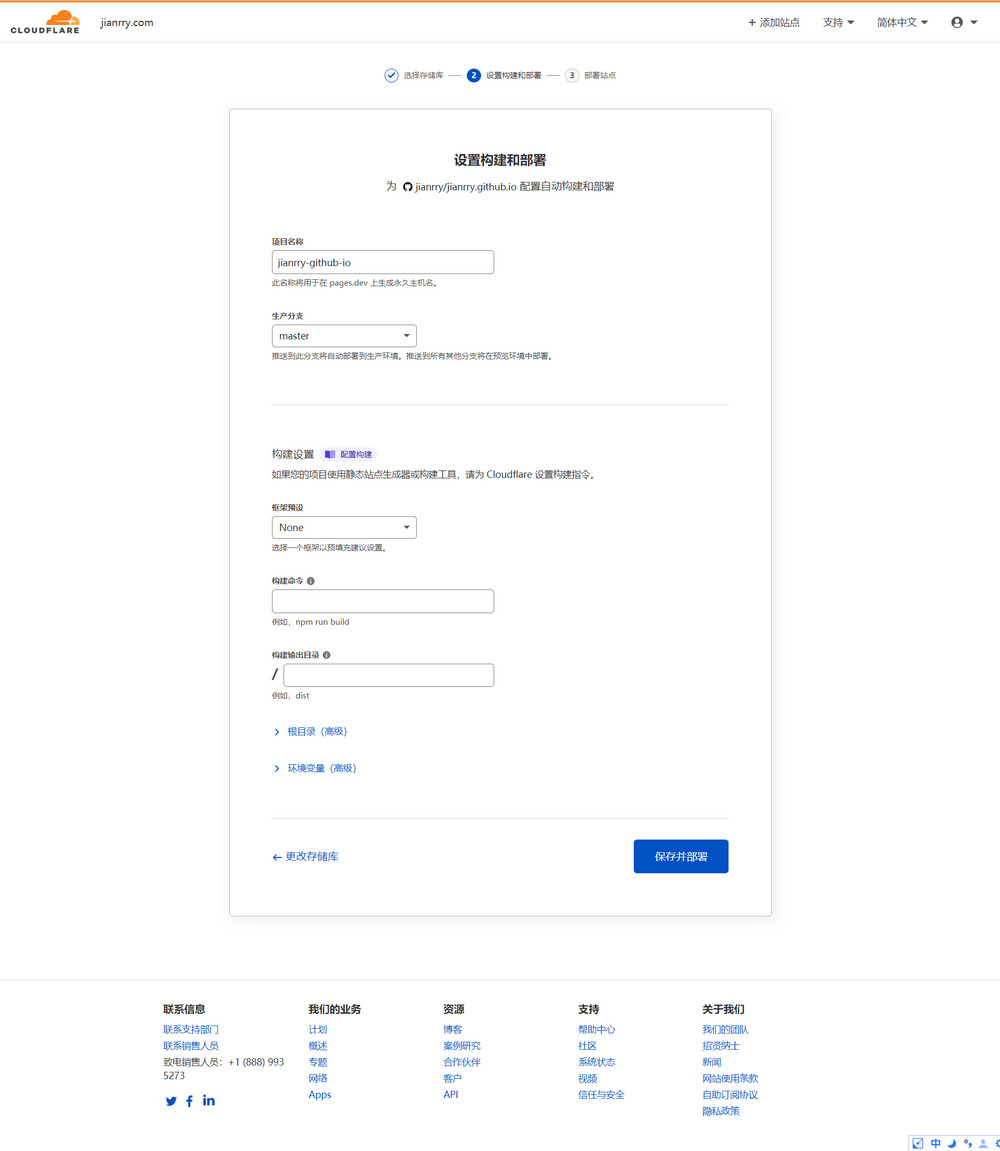 CLOUDFLARE
jianrry.com
+ 添加站点
支持
简体中文
选择存储库
2 设置构建和部署
3 部署站点
设置构建和部署
为 jianrry/jianrry.github.io 配置自动构建和部署
项目名称
jianrry-github-io
此名称将用于在 pages.dev 上生成永久主机名。
生产分支
master
推送到此分支将自动部署到生产环境。推送到所有其他分支将在预览环境中部署。
构建设置 配置构建
如果您的项目使用静态站点生成器或构建工具，请为 Cloudflare 设置构建指令。
框架预设
None
选择一个框架以预填充建议设置。
构建命令
例如，npm run build
构建输出目录
/
例如，dist
根目录（高级）
环境变量（高级）
更改存储库
保存并部署
联系信息
联系支持部门
联系销售人员
致电销售人员：+1 (888) 993
5273
我们的业务
计划
概述
专题
网络
Apps
资源
博客
案例研究
合作伙伴
客户
API
支持
帮助中心
社区
系统状态
视频
信任与安全
关于我们
我们的团队
招贤纳士
新闻
网站使用条款
自助订阅协议
隐私政策
中